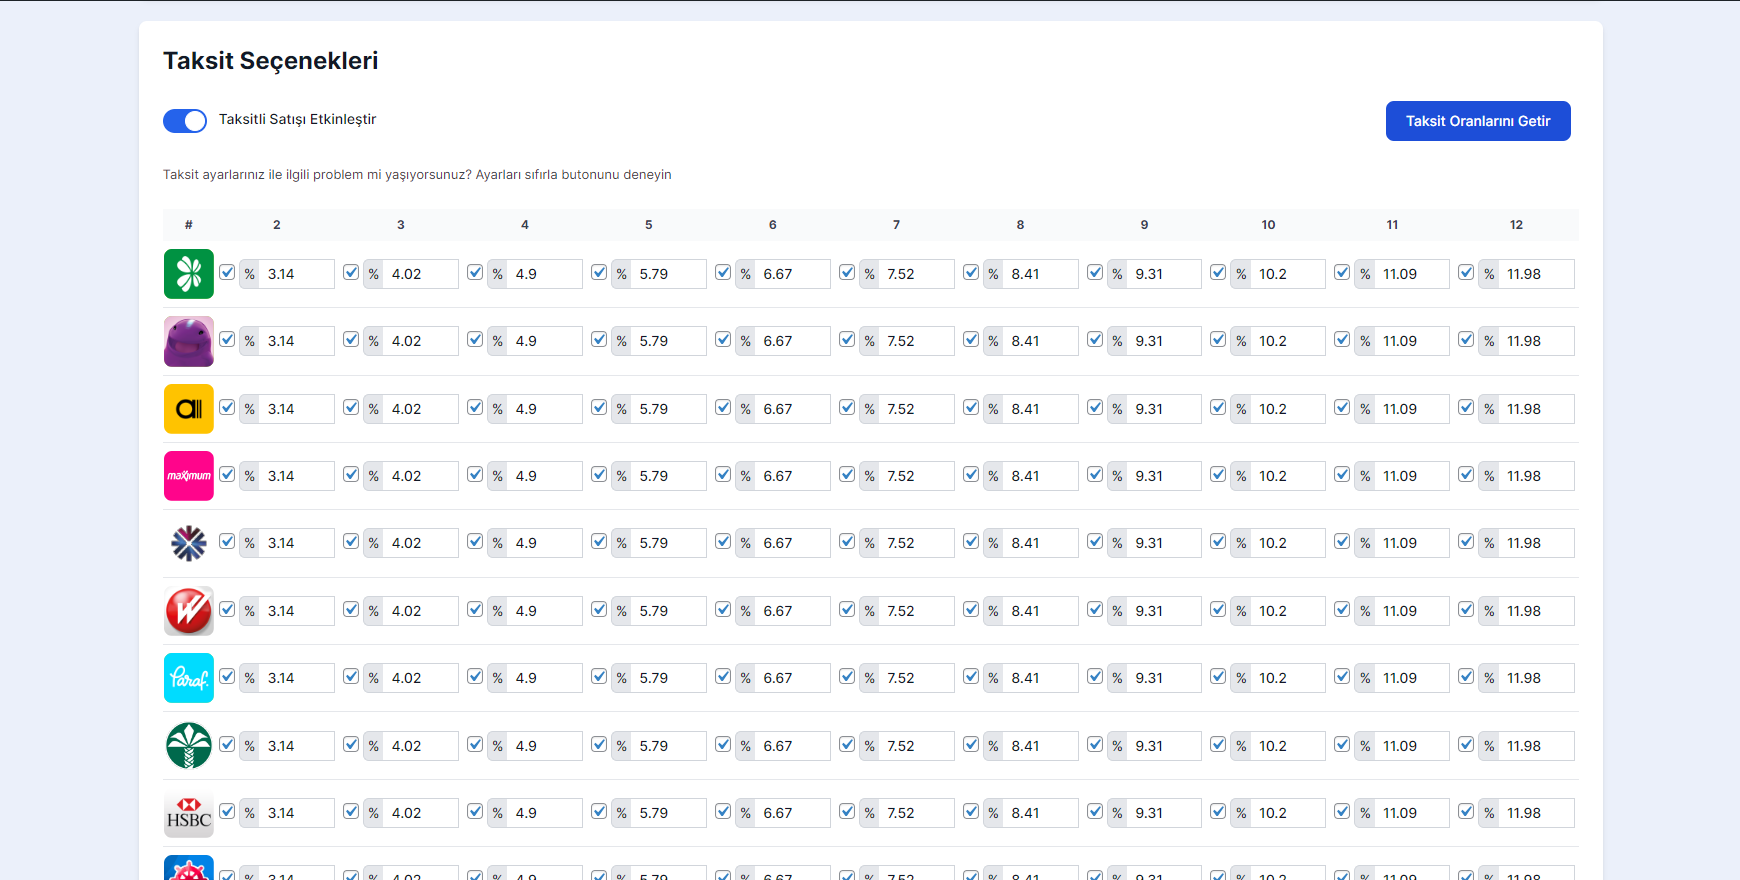 Taksit Seçenekleri
Taksitli Satışı Etkinleştir
Taksit Oranlarını Getir
Taksit ayarlarınız ile ilgili problem mi yaşıyorsunuz? Ayarları sıfırla butonunu deneyin
# 2 3 4 5 6 7 8 9 10 11 12
% 3.14 % 4.02 % 4.9 % 5.79 % 6.67 % 7.52 % 8.41 % 9.31 % 10.2 % 11.09 % 11.98
% 3.14 % 4.02 % 4.9 % 5.79 % 6.67 % 7.52 % 8.41 % 9.31 % 10.2 % 11.09 % 11.98
% 3.14 % 4.02 % 4.9 % 5.79 % 6.67 % 7.52 % 8.41 % 9.31 % 10.2 % 11.09 % 11.98
maximum % 3.14 % 4.02 % 4.9 % 5.79 % 6.67 % 7.52 % 8.41 % 9.31 % 10.2 % 11.09 % 11.98
% 3.14 % 4.02 % 4.9 % 5.79 % 6.67 % 7.52 % 8.41 % 9.31 % 10.2 % 11.09 % 11.98
W % 3.14 % 4.02 % 4.9 % 5.79 % 6.67 % 7.52 % 8.41 % 9.31 % 10.2 % 11.09 % 11.98
Paraf % 3.14 % 4.02 % 4.9 % 5.79 % 6.67 % 7.52 % 8.41 % 9.31 % 10.2 % 11.09 % 11.98
% 3.14 % 4.02 % 4.9 % 5.79 % 6.67 % 7.52 % 8.41 % 9.31 % 10.2 % 11.09 % 11.98
HSBC % 3.14 % 4.02 % 4.9 % 5.79 % 6.67 % 7.52 % 8.41 % 9.31 % 10.2 % 11.09 % 11.98
% 3.14 % 4.02 % 4.9 % 5.79 % 6.67 % 7.52 % 8.41 % 9.31 % 10.2 % 11.09 % 11.98